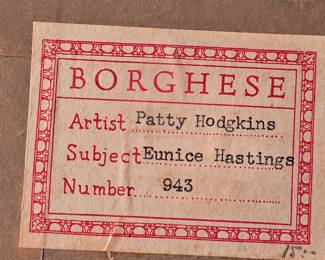 BORGHESE
Artist Patty Hodgkins
Subject Eunice Hastings
Number 943